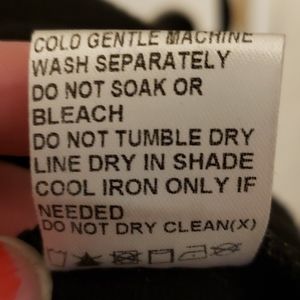 COLD GENTLE MACHINE
WASH SEPARATELY
DO NOT SOAK OR
BLEACH
DO NOT TUMBLE DRY
LINE DRY IN SHADE
COOL IRON ONLY IF
NEEDED
DO NOT DRY CLEAN(X)